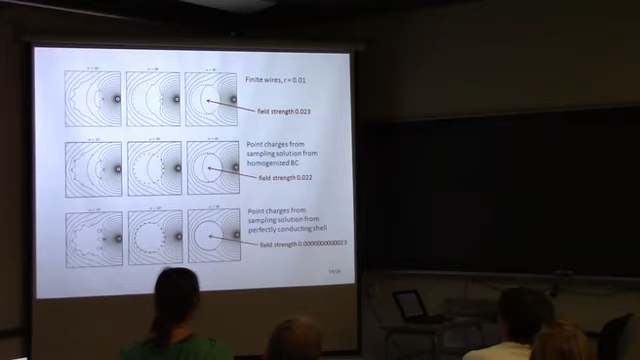 Finite wires, r = 0.01
field strength 0.023
Point charges from
sampling solution from
homogenized BC
field strength 0.022
Point charges from
sampling solution from
perfectly conducting shell
field strength 0.0000000000023